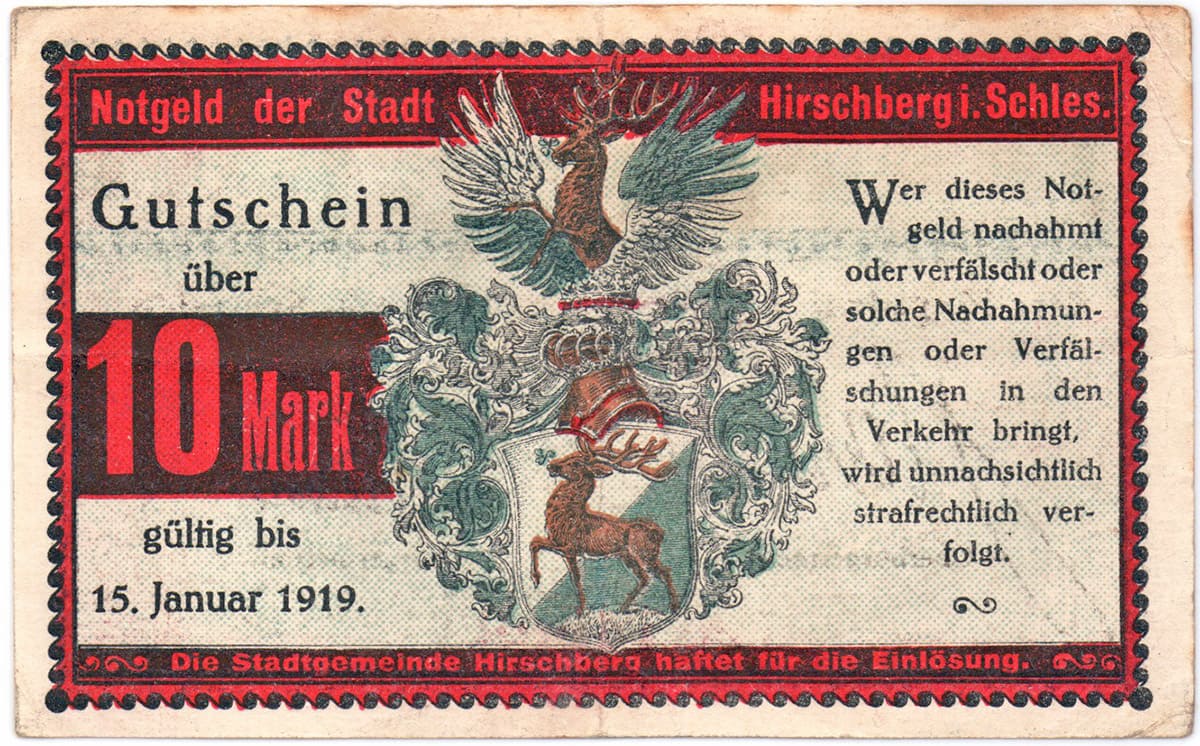 Notgeld der Stadt Hirschberg i. Schles.
Gutschein
über
10 Mark
gültig bis
15. Januar 1919.
Wer dieses Not-
geld nachahmt
oder verfälscht oder
solche Nachahmun-
gen oder Verfäl-
schungen in den
Verkehr bringt,
wird unnachsichtlich
strafrechtlich ver-
folgt.
Die Stadtgemeinde Hirschberg haftet für die Einlösung.